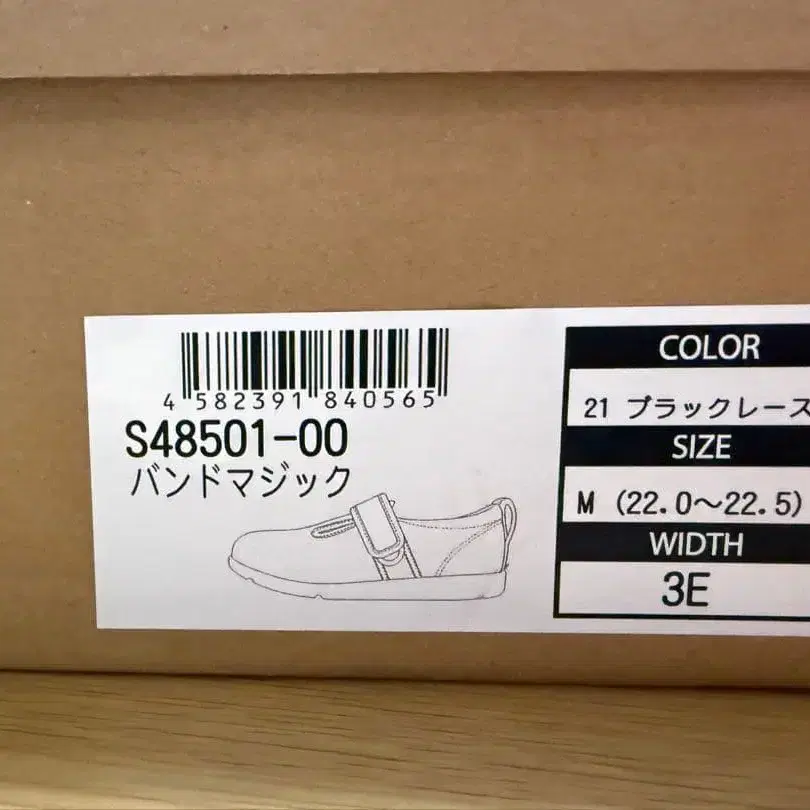 4 582391 840565
S48501-00
バンドマジック
COLOR
21 ブラックレース
SIZE
M (22.0～22.5)
WIDTH
3E